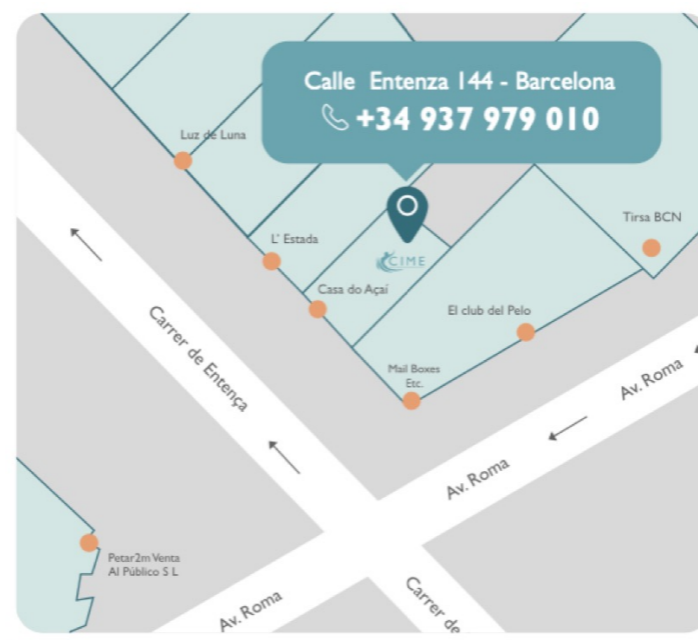 Calle Entenza 144 - Barcelona
+34 937 979 010
Luz de Luna
Tirsa BCN
L' Estada
CIME
Casa do Açaí
El club del Pelo
Mail Boxes
Etc.
Carrer de Entença
Av. Roma
Av. Roma
Petar2m Venta
Al Público S L
Av. Roma
Carrer de